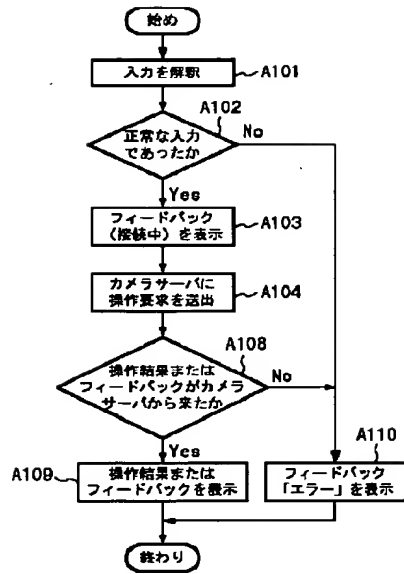 始め
入力を解釈
A101
A102
正常な入力
であったか
No
Yes
フィードバック
(接続中)を表示
A103
カメラサーバに
操作要求を送出
A104
A108
操作結果または
フィードバックがカメラ
サーバから来たか
No
Yes
A109
操作結果または
フィードバックを表示
A110
フィードバック
「エラー」を表示
終わり